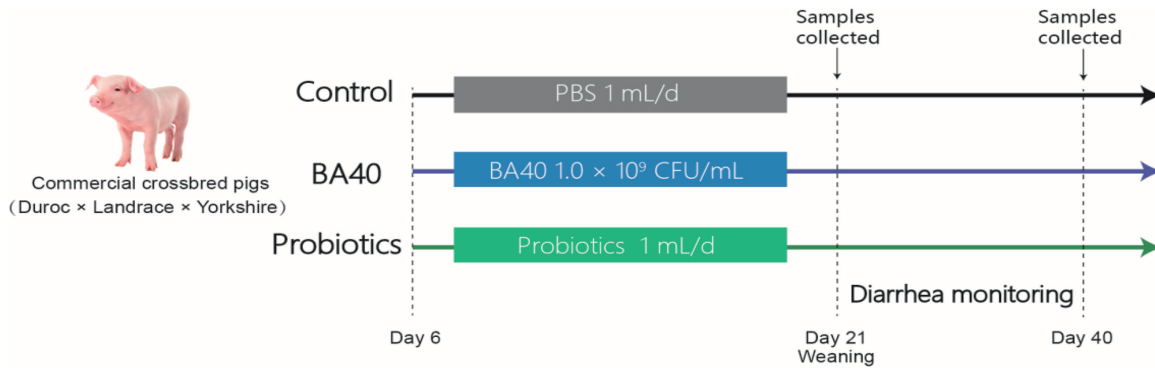 Samples
collected
Samples
collected
Control
PBS 1 mL/d
BA40
BA40 1.0 × 10⁹ CFU/mL
Commercial crossbred pigs
(Duroc × Landrace × Yorkshire)
Probiotics
Probiotics 1 mL/d
Diarrhea monitoring
Day 6
Day 21
Weaning
Day 40